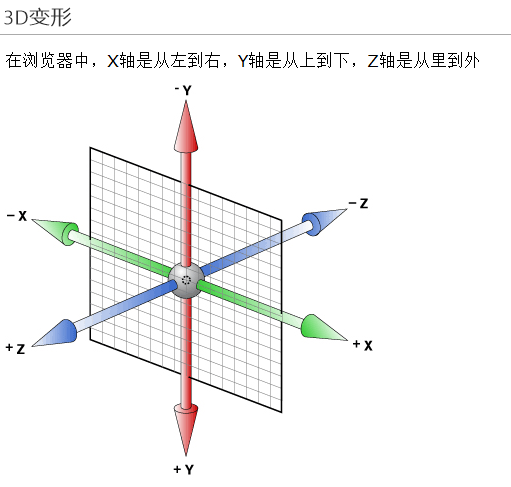 3D变形
在浏览器中，X轴是从左到右，Y轴是从上到下，Z轴是从里到外
- Y
- Z
- X
+ Z
+ X
+ Y